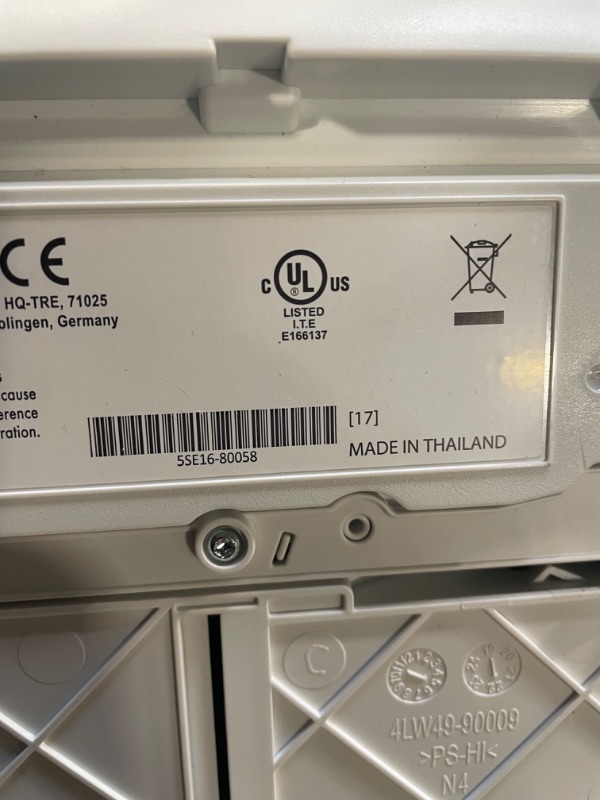 CE
HQ-TRE, 71025
blingen, Germany
cause
erence
ration.
C UL US
®
LISTED
I.T.E
E166137
5SE16-80058
[17]
MADE IN THAILAND
C
4LW49-90009
>PS-HI<
N4